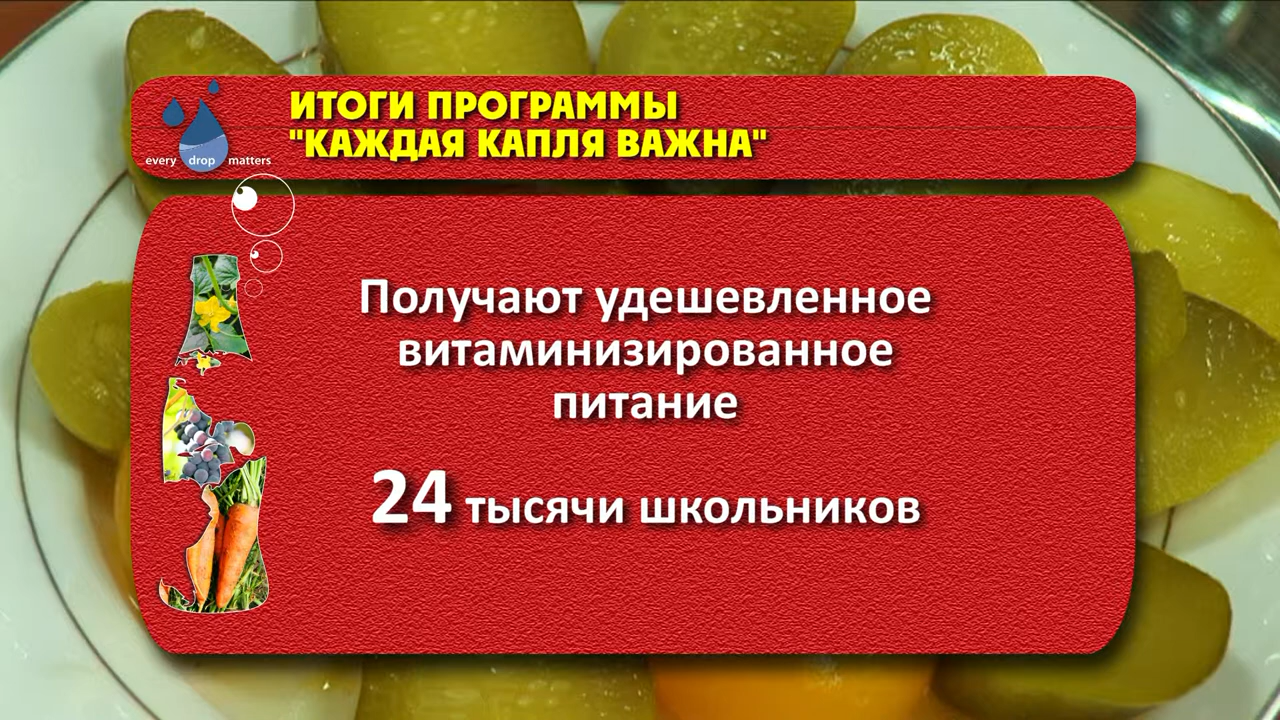 ИТОГИ ПРОГРАММЫ
"КАЖДАЯ КАПЛЯ ВАЖНА"
every drop matters
Получают удешевленное
витаминизированное
питание
24 тысячи школьников